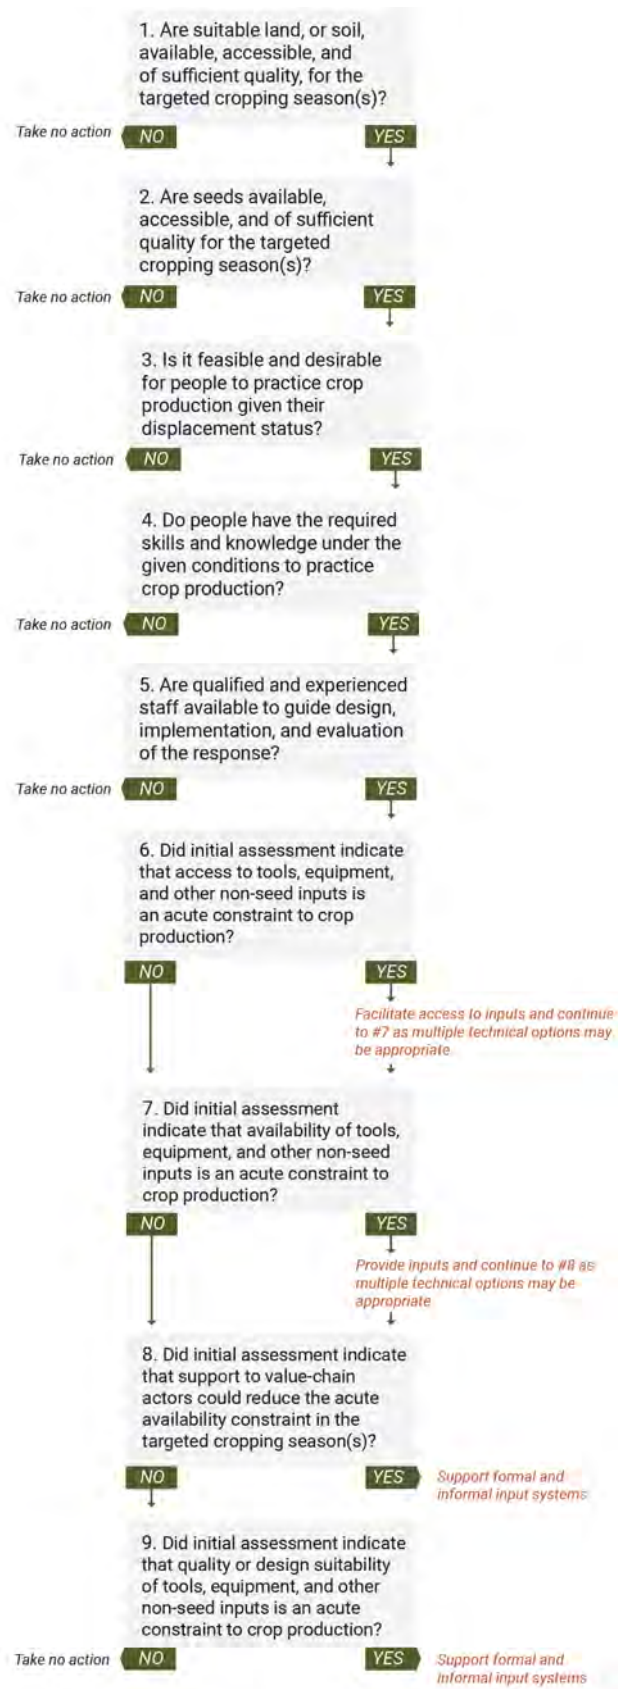 1. Are suitable land, or soil,
available, accessible, and
of sufficient quality, for the
targeted cropping season(s)?
Take no action
NO
YES
2. Are seeds available,
accessible, and of sufficient
quality for the targeted
cropping season(s)?
Take no action
NO
YES
3. Is it feasible and desirable
for people to practice crop
production given their
displacement status?
Take no action
NO
YES
4. Do people have the required
skills and knowledge under the
given conditions to practice
crop production?
Take no action
NO
YES
5. Are qualified and experienced
staff available to guide design,
implementation, and evaluation
of the response?
Take no action
NO
YES
6. Did initial assessment indicate
that access to tools, equipment,
and other non-seed inputs is
an acute constraint to crop
production?
NO
YES
Facilitate access to inputs and continue
to #7 as multiple technical options may
be appropriate
7. Did initial assessment
indicate that availability of tools,
equipment, and other non-seed
inputs is an acute constraint to
crop production?
NO
YES
Provide inputs and continue to #8 as
multiple technical options may be
appropriate
8. Did initial assessment indicate
that support to value-chain
actors could reduce the acute
availability constraint in the
targeted cropping season(s)?
NO
YES
Support formal and
informal input systems
9. Did initial assessment indicate
that quality or design suitability
of tools, equipment, and other
non-seed inputs is an acute
constraint to crop production?
Take no action
NO
YES
Support formal and
informal input systems